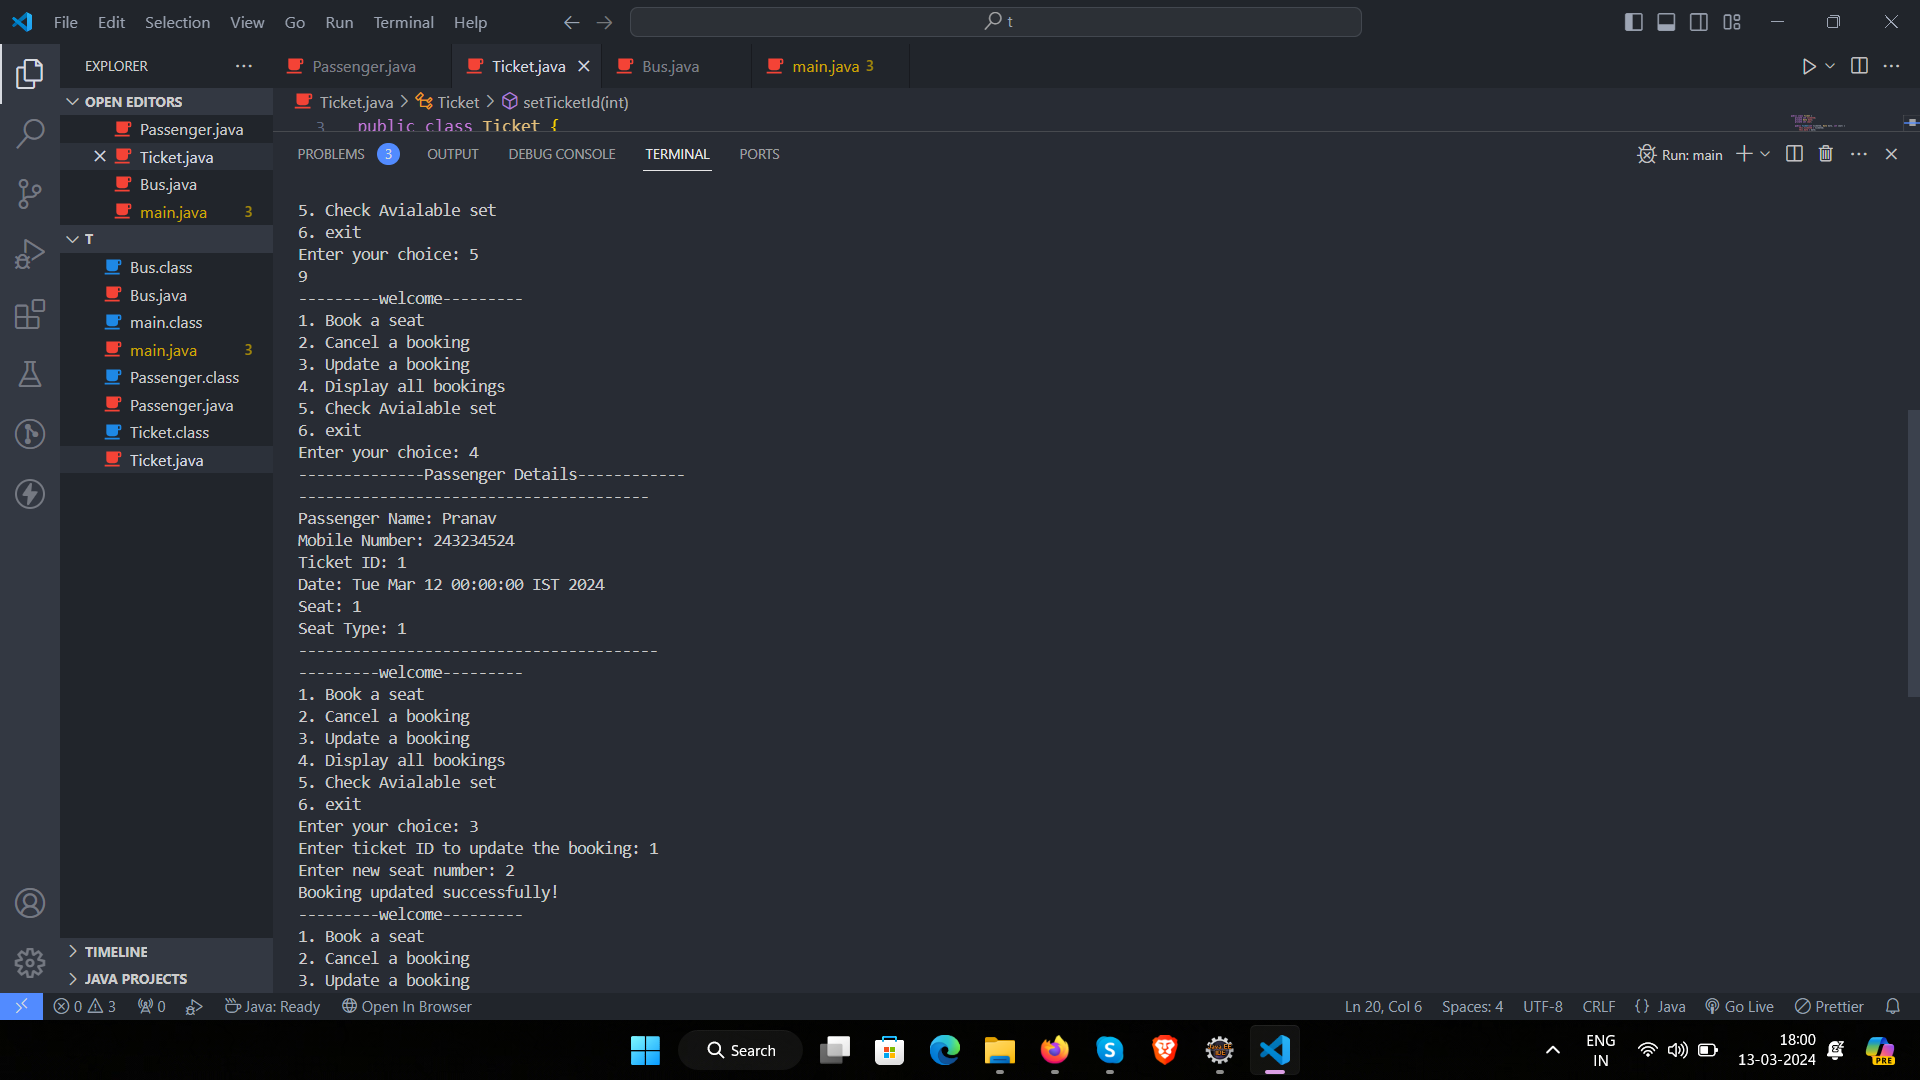 File Edit Selection View Go Run Terminal Help
t
EXPLORER
Passenger.java
Ticket.java
Bus.java
main.java 3
OPEN EDITORS
Passenger.java
Ticket.java
Bus.java
main.java 3
T
Bus.class
Bus.java
main.class
main.java 3
Passenger.class
Passenger.java
Ticket.class
Ticket.java
TIMELINE
JAVA PROJECTS
Ticket.java Ticket setTicketId(int)
3 public class Ticket {
PROBLEMS 3 OUTPUT DEBUG CONSOLE TERMINAL PORTS
Run: main
5. Check Avialable set
6. exit
Enter your choice: 5
9
---------welcome---------
1. Book a seat
2. Cancel a booking
3. Update a booking
4. Display all bookings
5. Check Avialable set
6. exit
Enter your choice: 4
--------------Passenger Details------------
---------------------------------------
Passenger Name: Pranav
Mobile Number: 243234524
Ticket ID: 1
Date: Tue Mar 12 00:00:00 IST 2024
Seat: 1
Seat Type: 1
----------------------------------------
---------welcome---------
1. Book a seat
2. Cancel a booking
3. Update a booking
4. Display all bookings
5. Check Avialable set
6. exit
Enter your choice: 3
Enter ticket ID to update the booking: 1
Enter new seat number: 2
Booking updated successfully!
---------welcome---------
1. Book a seat
2. Cancel a booking
3. Update a booking
0 3 0 Java: Ready Open In Browser
Ln 20, Col 6 Spaces: 4 UTF-8 CRLF {} Java Go Live Prettier
Search
ENG
IN
18:00
13-03-2024
PRE